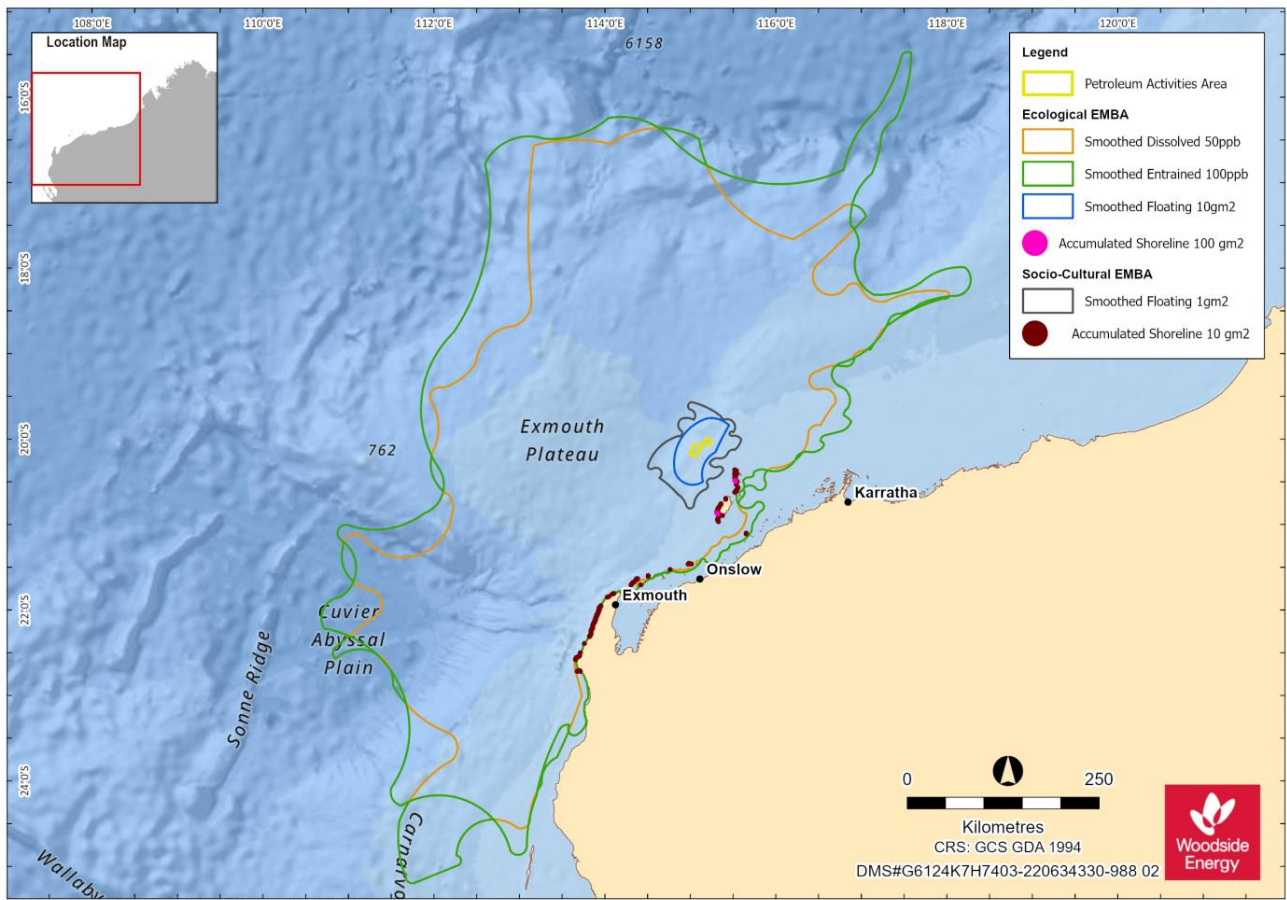 108°0'E
110°0'E
112°0'E
114°0'E
116°0'E
118°0'E
120°0'E
16°0'S
18°0'S
20°0'S
22°0'S
24°0'S
Location Map
6158
Legend
Petroleum Activities Area
Ecological EMBA
Smoothed Dissolved 50ppb
Smoothed Entrained 100ppb
Smoothed Floating 10gm2
Accumulated Shoreline 100 gm2
Socio-Cultural EMBA
Smoothed Floating 1gm2
Accumulated Shoreline 10 gm2
Exmouth
Plateau
762
Karratha
Onslow
Exmouth
Cuvier
Abyssal
Plain
Sonne Ridge
Carnarvo
Wallaby
0 250
Kilometres
CRS: GCS GDA 1994
DMS#G6124K7H7403-220634330-988 02
Woodside
Energy